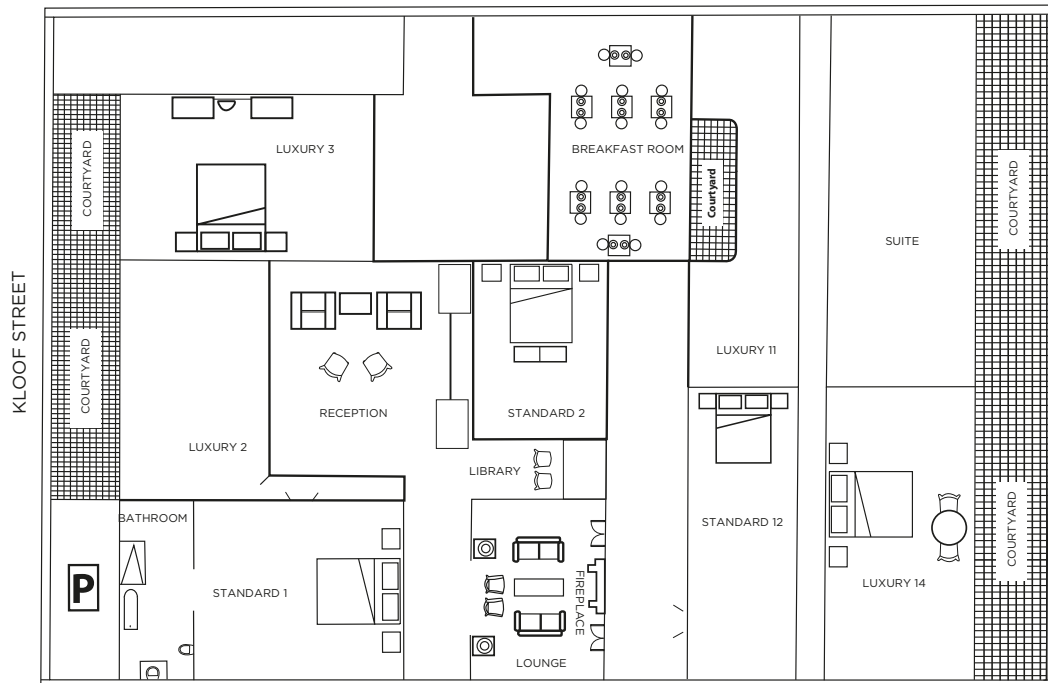 KLOOF STREET
COURTYARD
LUXURY 3
BREAKFAST ROOM
Courtyard
COURTYARD
SUITE
COURTYARD
LUXURY 2
RECEPTION
STANDARD 2
LUXURY 11
LIBRARY
BATHROOM
STANDARD 1
P
FIREPLACE
LOUNGE
STANDARD 12
LUXURY 14
COURTYARD